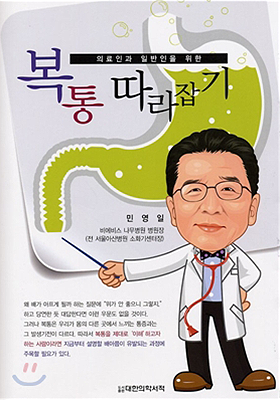 의료인과 일반인을 위한
복통 따라잡기
민영일
비에비스 나무병원 병원장
(전 서울아산병원 소화기센터장)
왜 배가 아프게 될까 하는 질문에 "위가 안 좋으니 그렇지."
하고 답변한 듯 대답한다면 이런 우문도 없을 것이다.
그러나 복통은 우리가 몸의 다른 곳에서 느끼는 통증과는
그 발생기전이 다르다. 따라서 복통을 제대로 이해 하고자
하는 사람이라면 지금부터 설명할 배아픔이 유발되는 과정에
주목할 필요가 있다.
대한의학서적